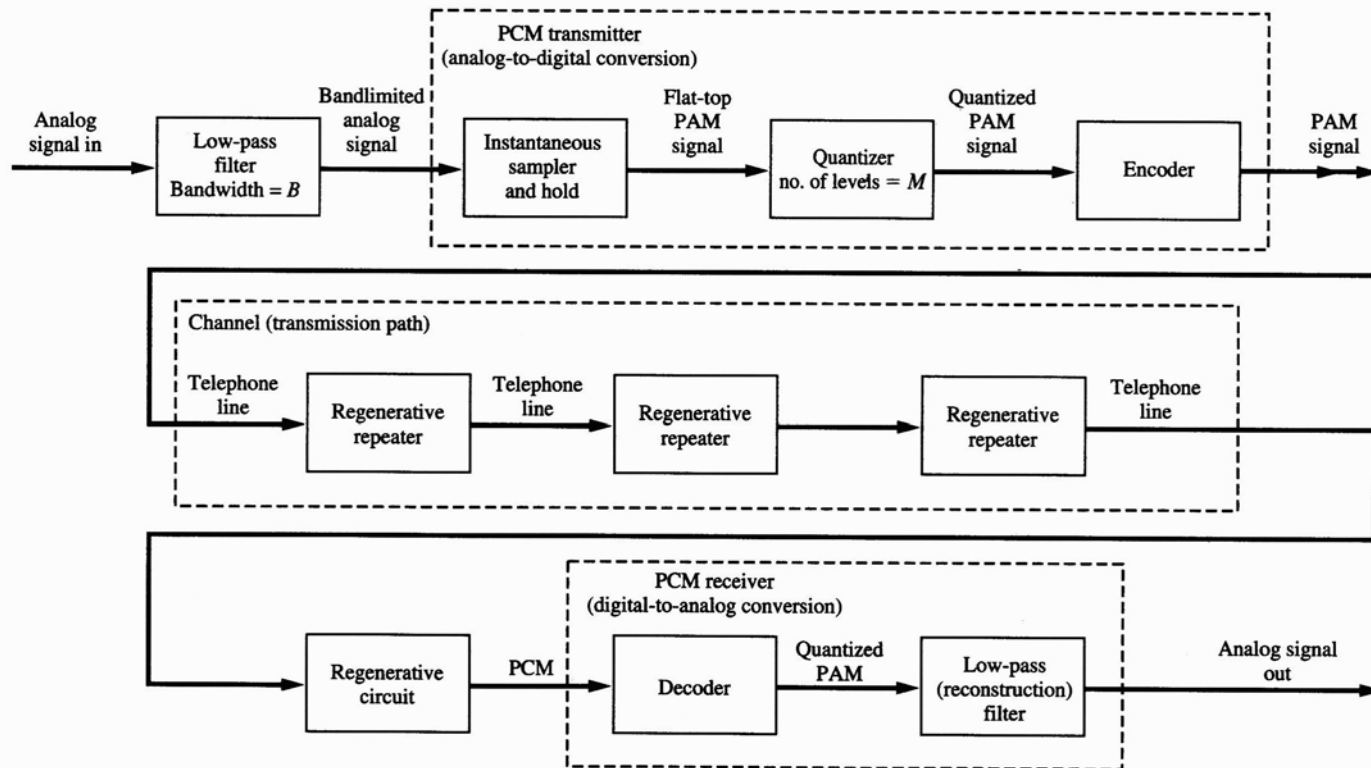 PCM transmitter
(analog-to-digital conversion)
Analog
signal in
Low-pass
filter
Bandwidth = B
Bandlimited
analog
signal
Instantaneous
sampler
and hold
Flat-top
PAM
signal
Quantizer
no. of levels = M
Quantized
PAM
signal
Encoder
PAM
signal
Channel (transmission path)
Telephone
line
Regenerative
repeater
Telephone
line
Regenerative
repeater
Regenerative
repeater
Telephone
line
PCM receiver
(digital-to-analog conversion)
Regenerative
circuit
PCM
Decoder
Quantized
PAM
Low-pass
(reconstruction)
filter
Analog signal
out